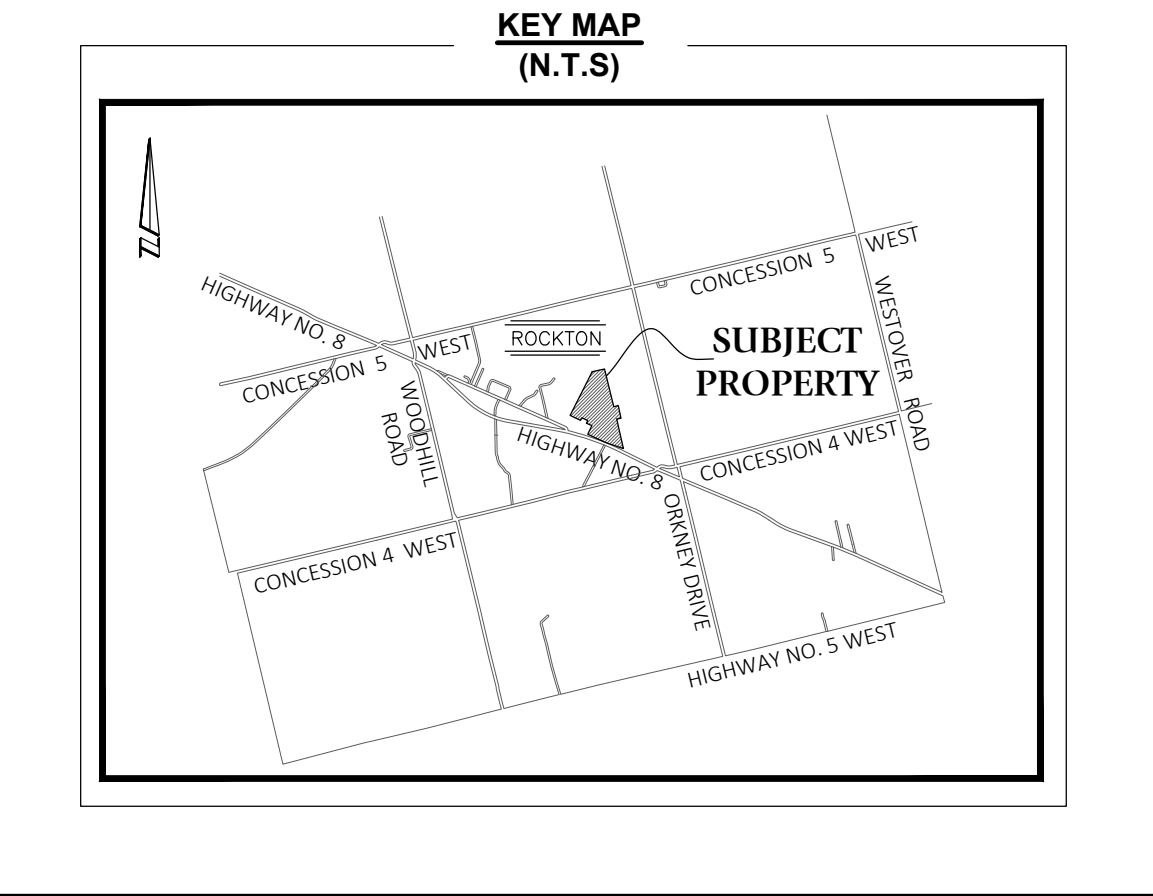 KEY MAP
(N.T.S)
HIGHWAY NO. 8
CONCESSION 5
WEST
CONCESSION 5
WEST
ROCKTON
SUBJECT
PROPERTY
WOODHILL
ROAD
HIGHWAY NO. 8
WESTOVER ROAD
CONCESSION 4 WEST
CONCESSION 4 WEST
ORKNEY DRIVE
HIGHWAY NO. 5 WEST